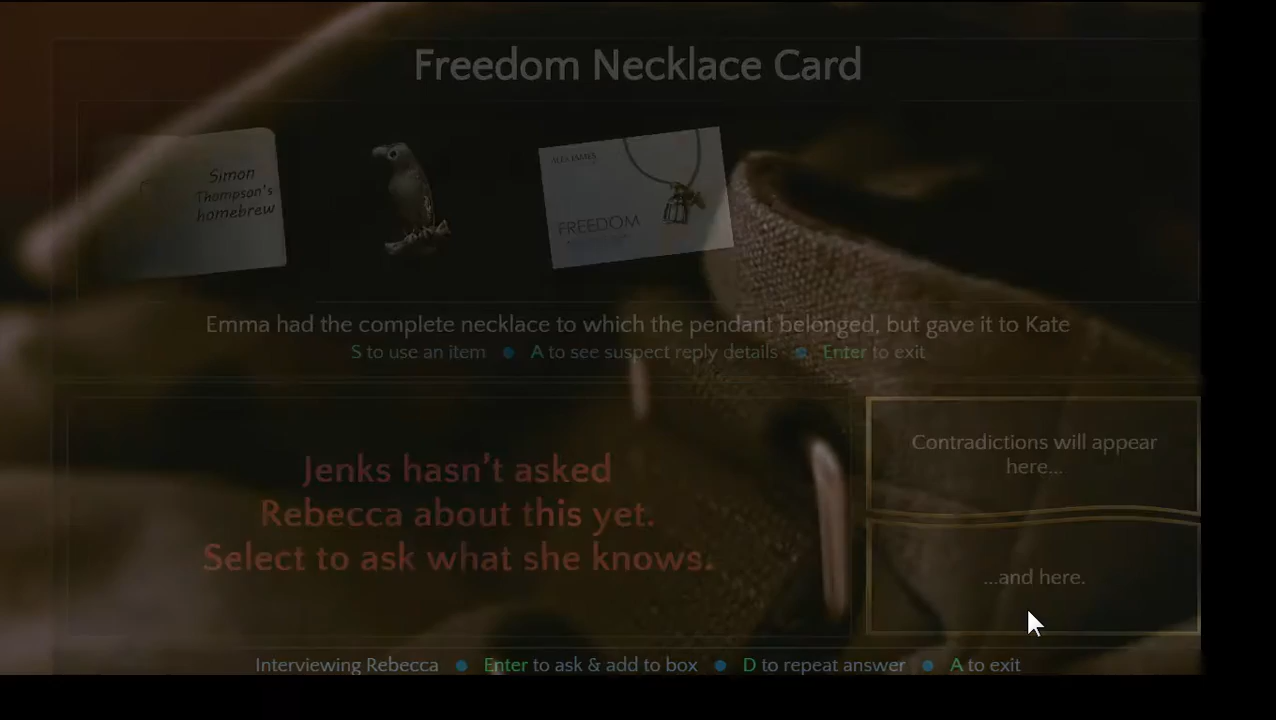 Freedom Necklace Card
Simon
Thompson's
homebrew
ALEX EMMEL
FREEDOM
Emma had the complete necklace to which the pendant belonged, but gave it to Kate
S to use an item ● A to see suspect reply details ● Enter to exit
Contradictions will appear
here...
Jenks hasn't asked
Rebecca about this yet.
Select to ask what she knows.
...and here.
Interviewing Rebecca ● Enter to ask & add to box ● D to repeat answer ● A to exit